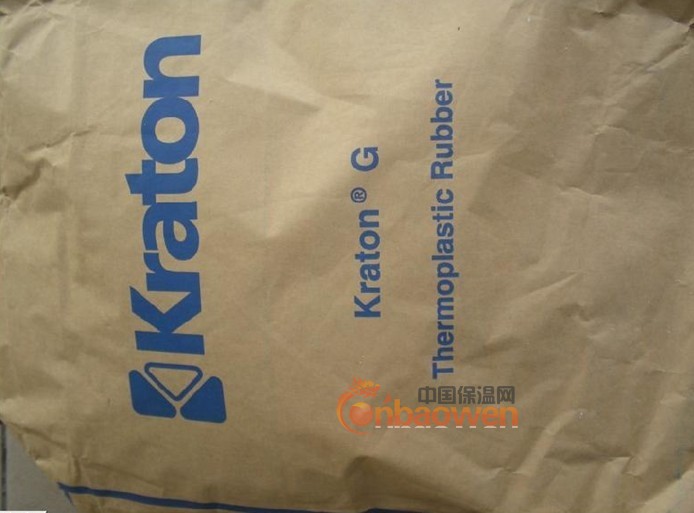 Kraton
Kraton® G
Thermoplastic Rubber
中国保温网
Cnbaowen